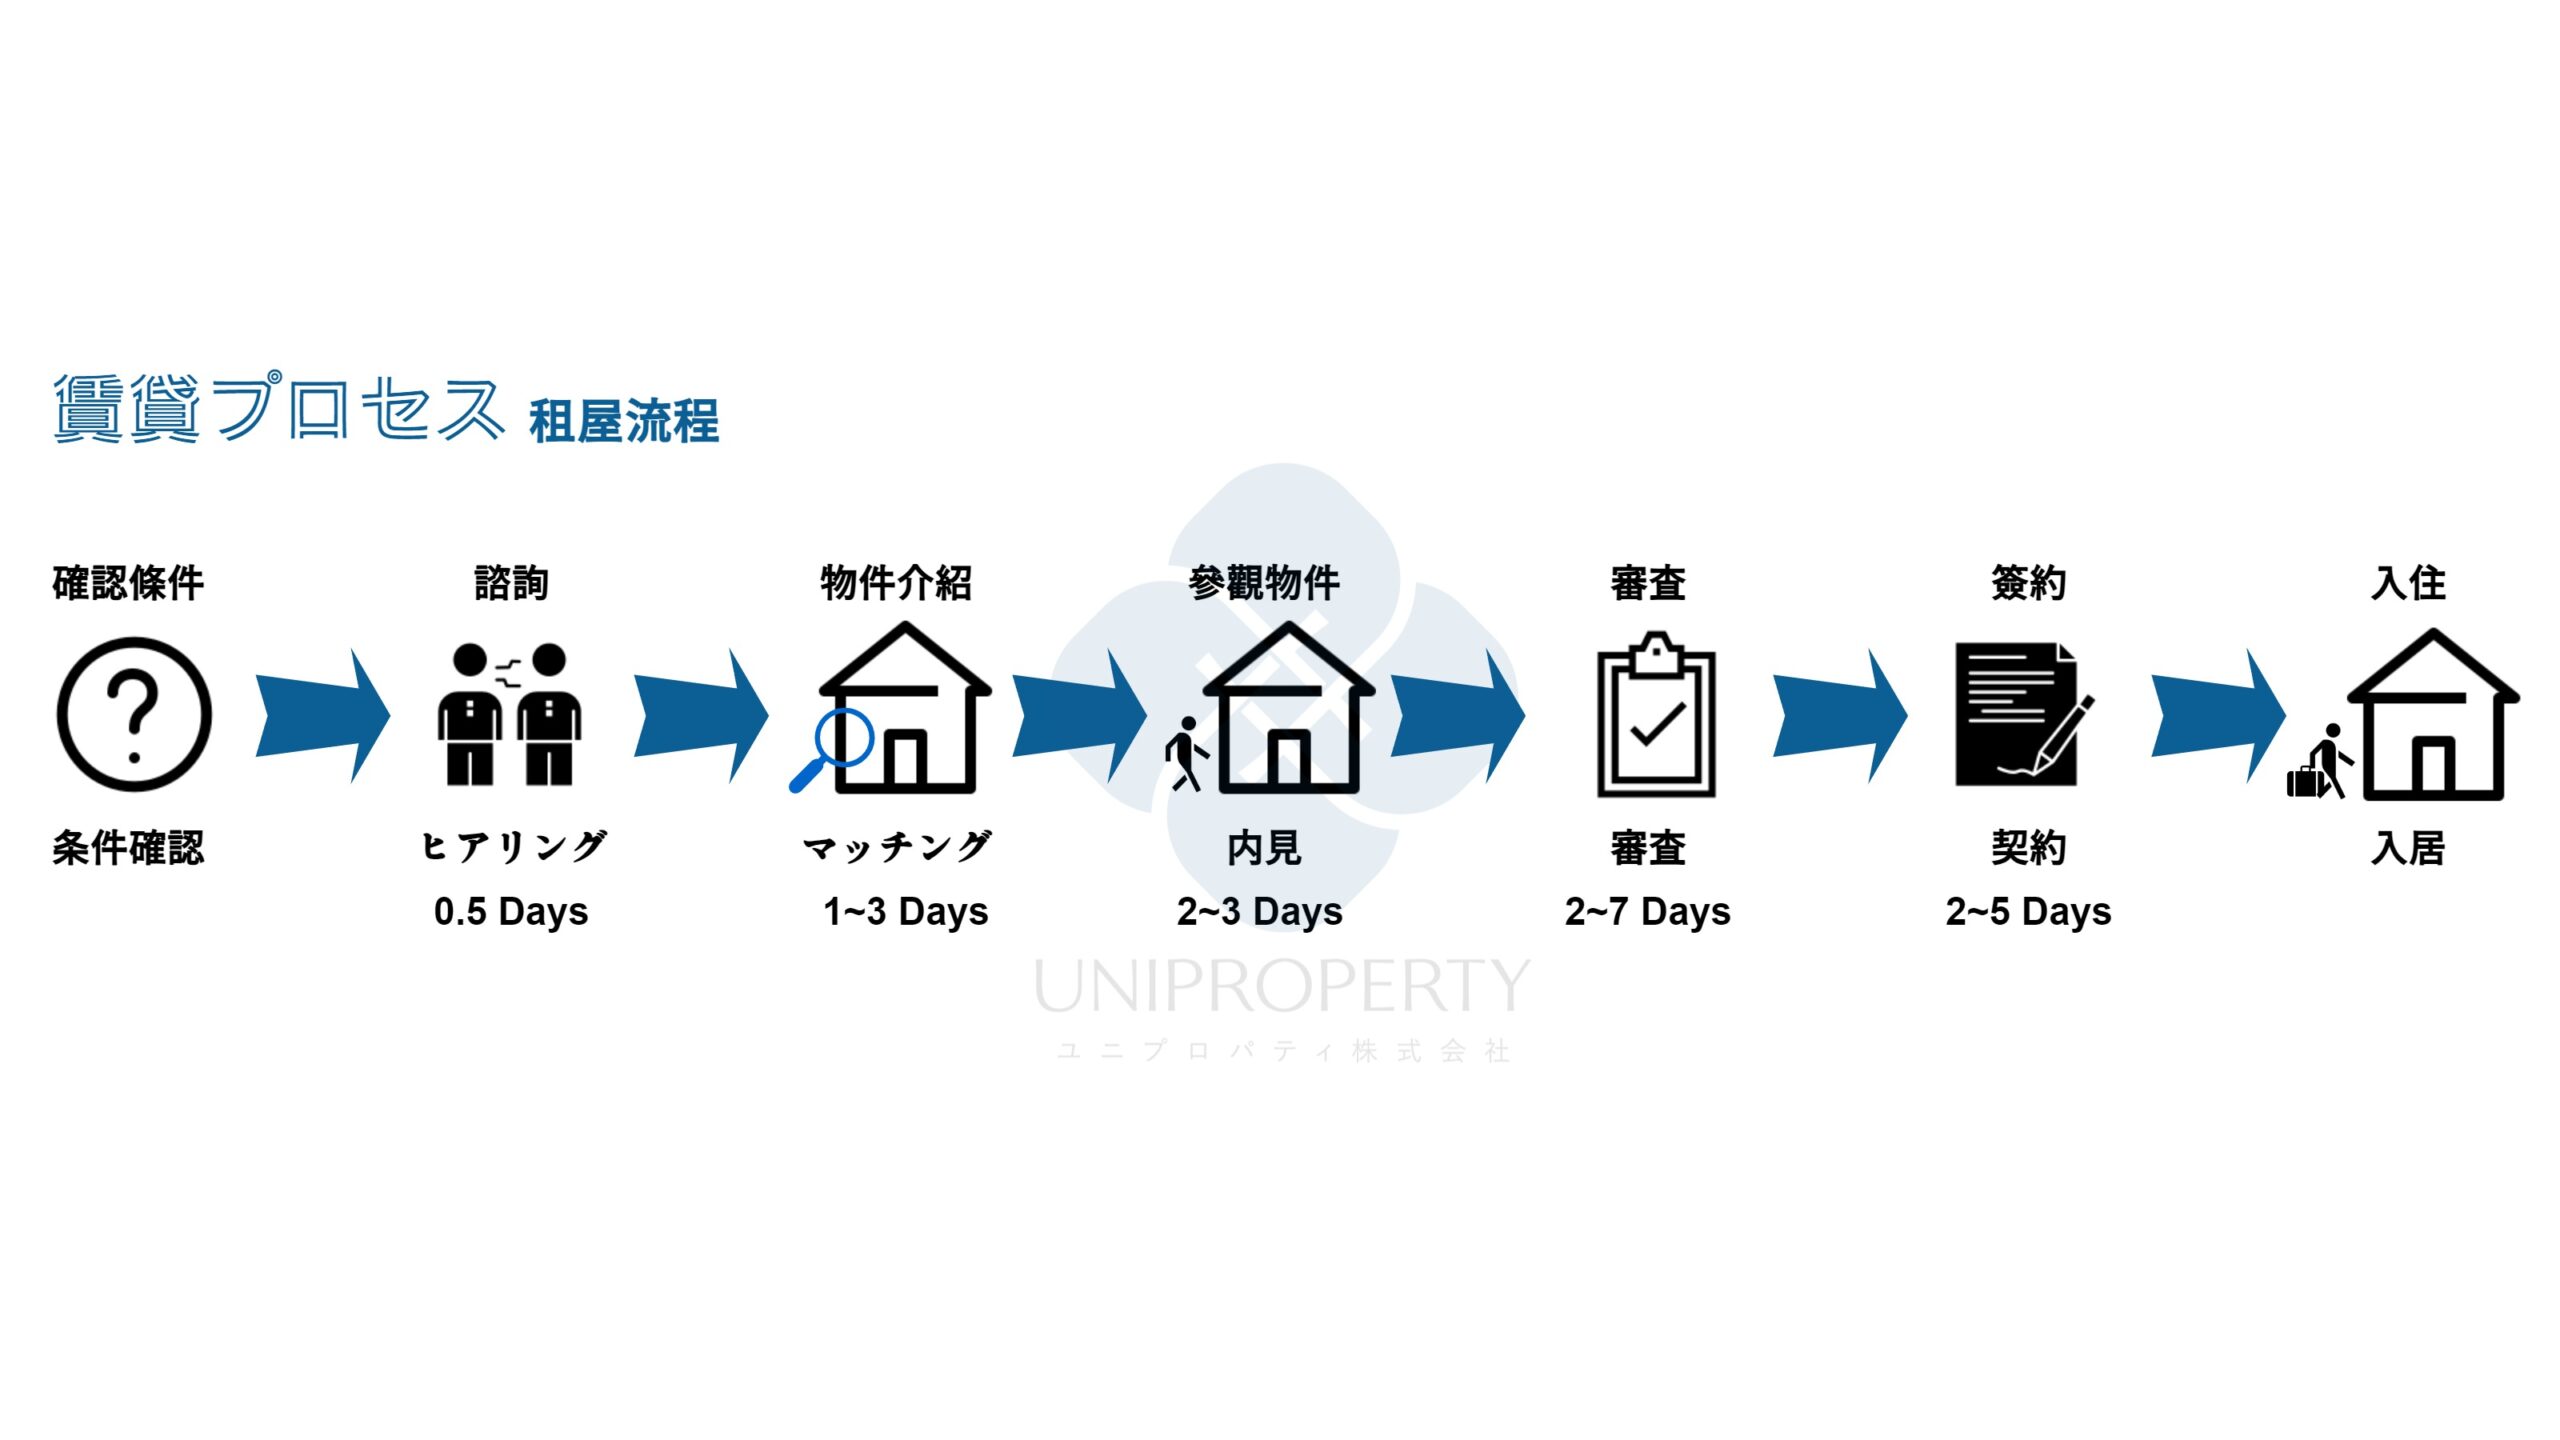 賃貸プロセス 租屋流程
確認條件 諮詢 物件介紹 參觀物件 審査 簽約 入住
条件確認 ヒアリング マッチング 内見 審査 契約 入居
0.5 Days 1~3 Days 2~3 Days 2~7 Days 2~5 Days
UNIPROPERTY
ユニプロパティ株式会社